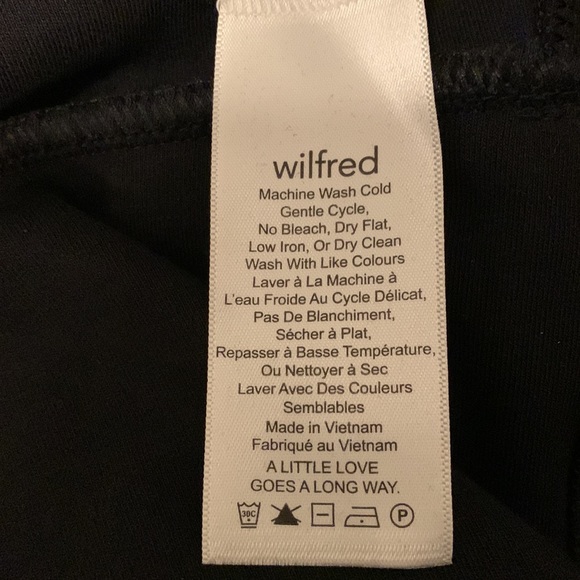 wilfred
Machine Wash Cold
Gentle Cycle,
No Bleach, Dry Flat,
Low Iron, Or Dry Clean
Wash With Like Colours
Laver à La Machine à
L'eau Froide Au Cycle Délicat,
Pas De Blanchiment,
Sécher à Plat,
Repasser à Basse Température,
Ou Nettoyer à Sec
Laver Avec Des Couleurs
Semblables
Made in Vietnam
Fabriqué au Vietnam
A LITTLE LOVE
GOES A LONG WAY.
30C P